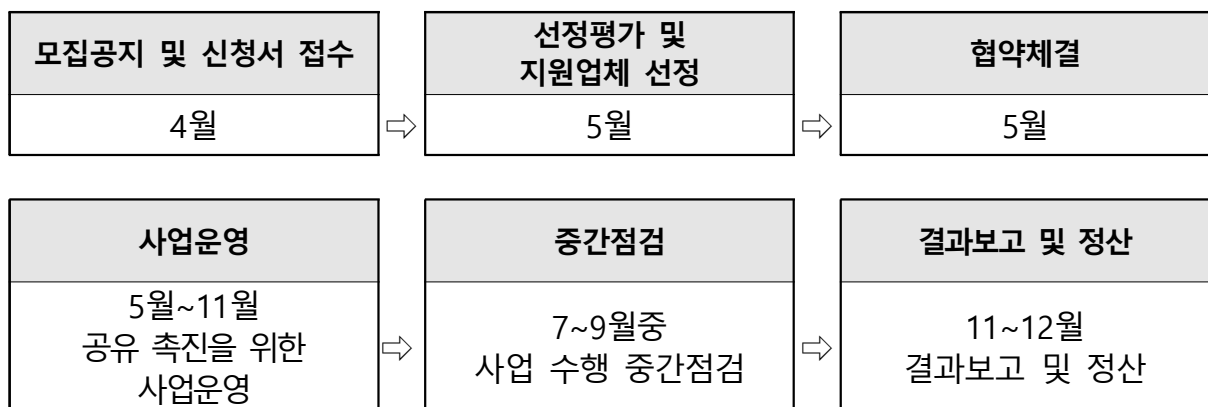 모집공지 및 신청서 접수
4월
⇨
선정평가 및
지원업체 선정
5월
⇨
협약체결
5월
사업운영
5월~11월
공유 촉진을 위한
사업운영
⇨
중간점검
7~9월중
사업 수행 중간점검
⇨
결과보고 및 정산
11~12월
결과보고 및 정산